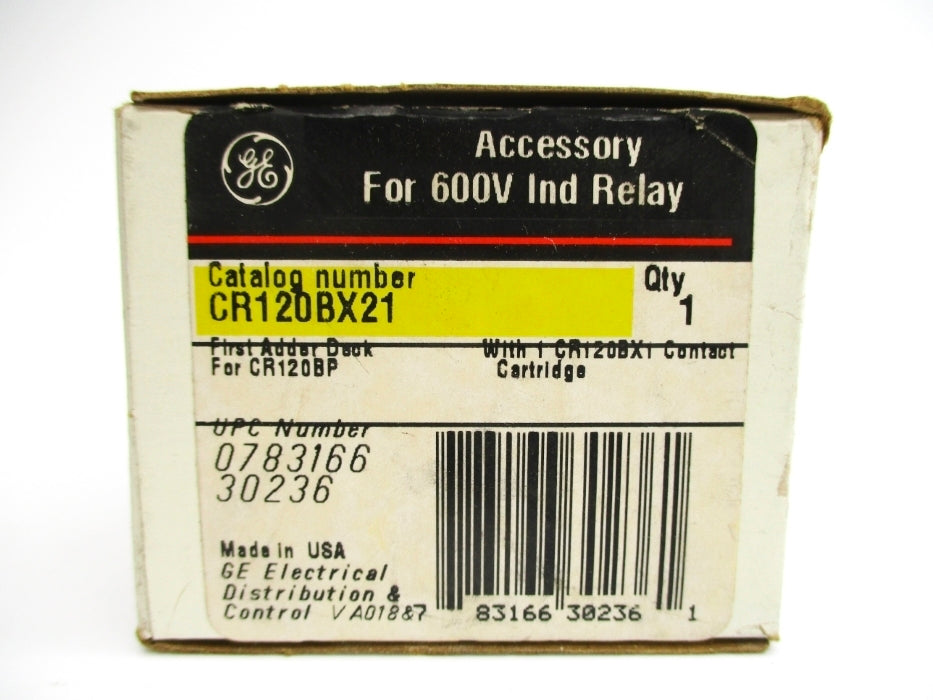 GE
Accessory
For 600V Ind Relay
Catalog number
CR120BX21
Qty
1
First Adder Deck
For CR120BP
With 1 CR120BX1 Contact
Cartridge
UPC Number
0783166
30236
Made in USA
GE Electrical
Distribution &
Control VA018&7
83166 30236 1